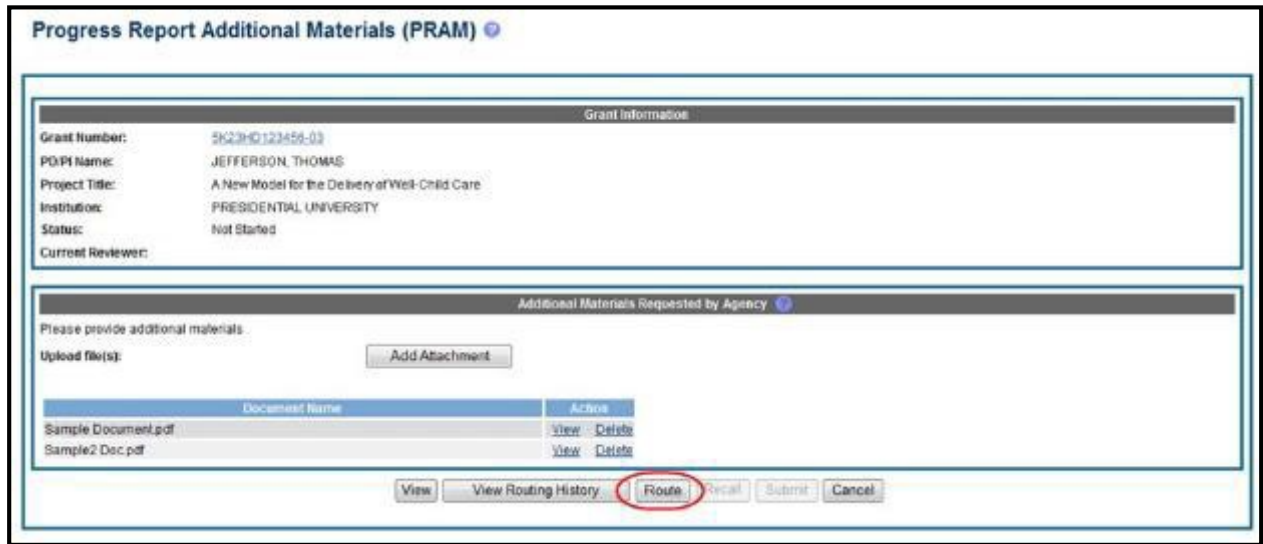 Progress Report Additional Materials (PRAM) ?
Grant Information
Grant Number: 5K23HD123456-03
PD/PI Name: JEFFERSON, THOMAS
Project Title: A New Model for the Delivery of Well-Child Care
Institution: PRESIDENTIAL UNIVERSITY
Status: Not Started
Current Reviewer:
Additional Materials Requested by Agency ?
Please provide additional materials
Upload file(s): Add Attachment
Document Name Action
Sample Document.pdf View Delete
Sample2 Doc.pdf View Delete
View View Routing History Route Recall Submit Cancel